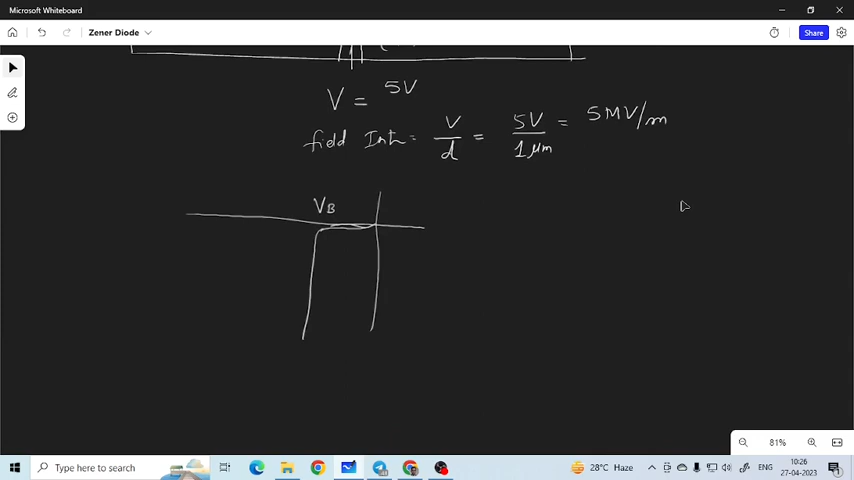 Microsoft Whiteboard
Zener Diode
Share
V = 5V
field Int = V/d = 5V/1μm = 5MV/m
VB
81%
Type here to search
28°C Haze
ENG
10:26
27-04-2023